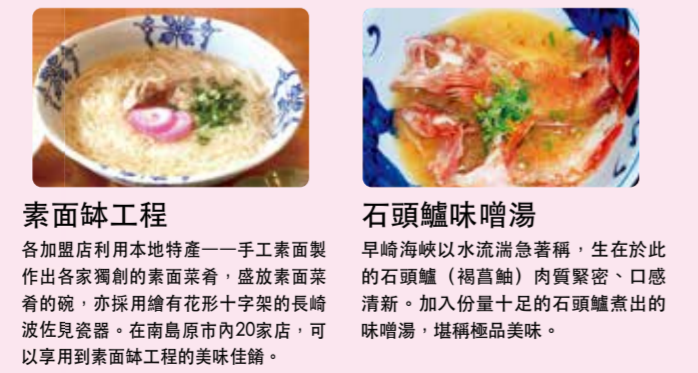 素面缽工程
各加盟店利用本地特產——手工素面製
作出各家獨創的素面菜肴，盛放素面菜
肴的碗，亦採用繪有花形十字架的長崎
波佐見瓷器。在南島原市內20家店，可
以享用到素面缽工程的美味佳餚。
石頭鱸味噌湯
早崎海峽以水流湍急著稱，生在於此
的石頭鱸（褐菖鮋）肉質緊密、口感
清新。加入份量十足的石頭鱸煮出的
味噌湯，堪稱極品美味。